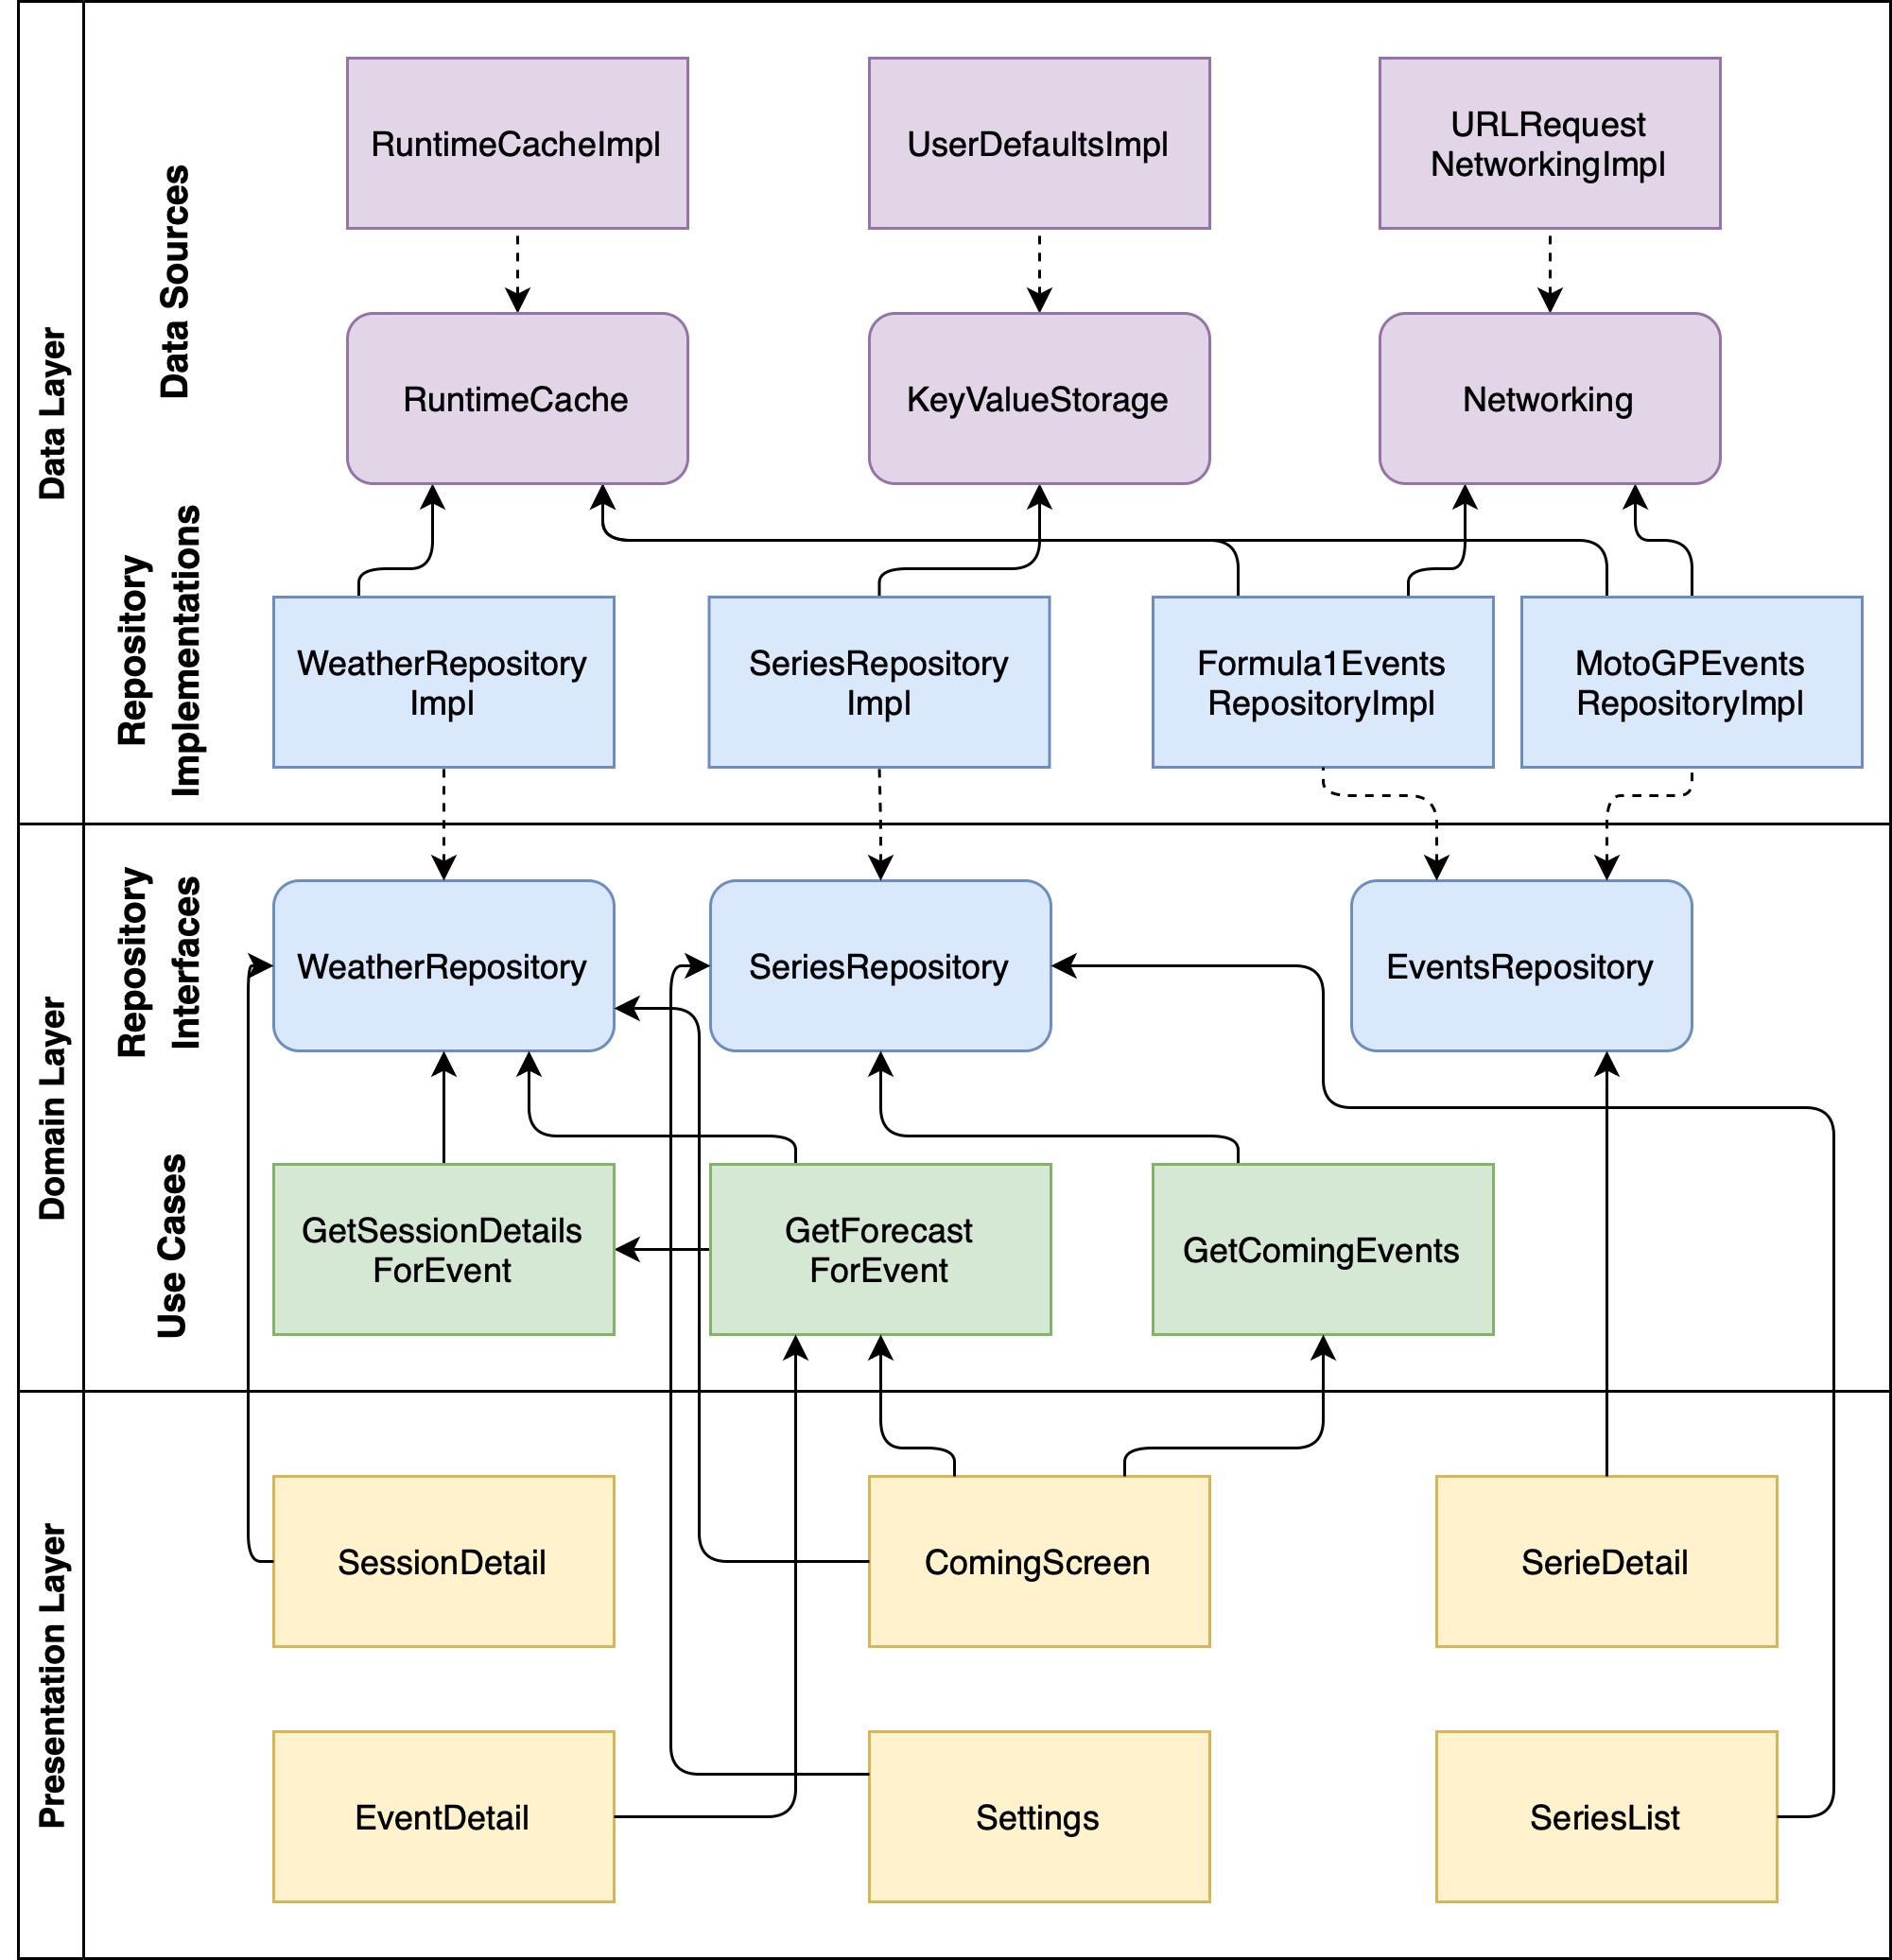 Data Layer
Data Sources
RuntimeCacheImpl
UserDefaultsImpl
URLRequest
NetworkingImpl
RuntimeCache
KeyValueStorage
Networking
Repository
Implementations
WeatherRepository
Impl
SeriesRepository
Impl
Formula1Events
RepositoryImpl
MotoGPEvents
RepositoryImpl
Domain Layer
Repository
Interfaces
WeatherRepository
SeriesRepository
EventsRepository
Use Cases
GetSessionDetails
ForEvent
GetForecast
ForEvent
GetComingEvents
Presentation Layer
SessionDetail
ComingScreen
SerieDetail
EventDetail
Settings
SeriesList